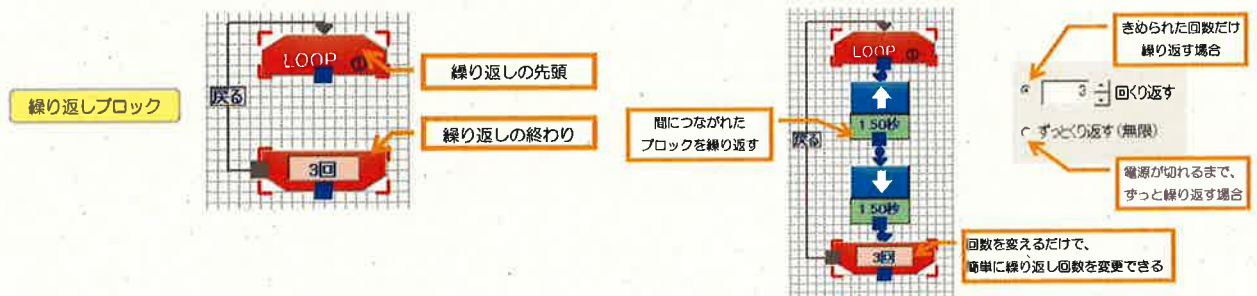 繰り返しブロック
LOOP ①
戻る
3回
繰り返しの先頭
繰り返しの終わり
間につながれた
ブロックを繰り返す
LOOP ①
1.50秒
戻る
1.50秒
3回
きめられた回数だけ
繰り返す場合
3 回くり返す
ずっとくり返す(無限)
電源が切れるまで、
ずっと繰り返す場合
回数を変えるだけで、
簡単に繰り返し回数を変更できる